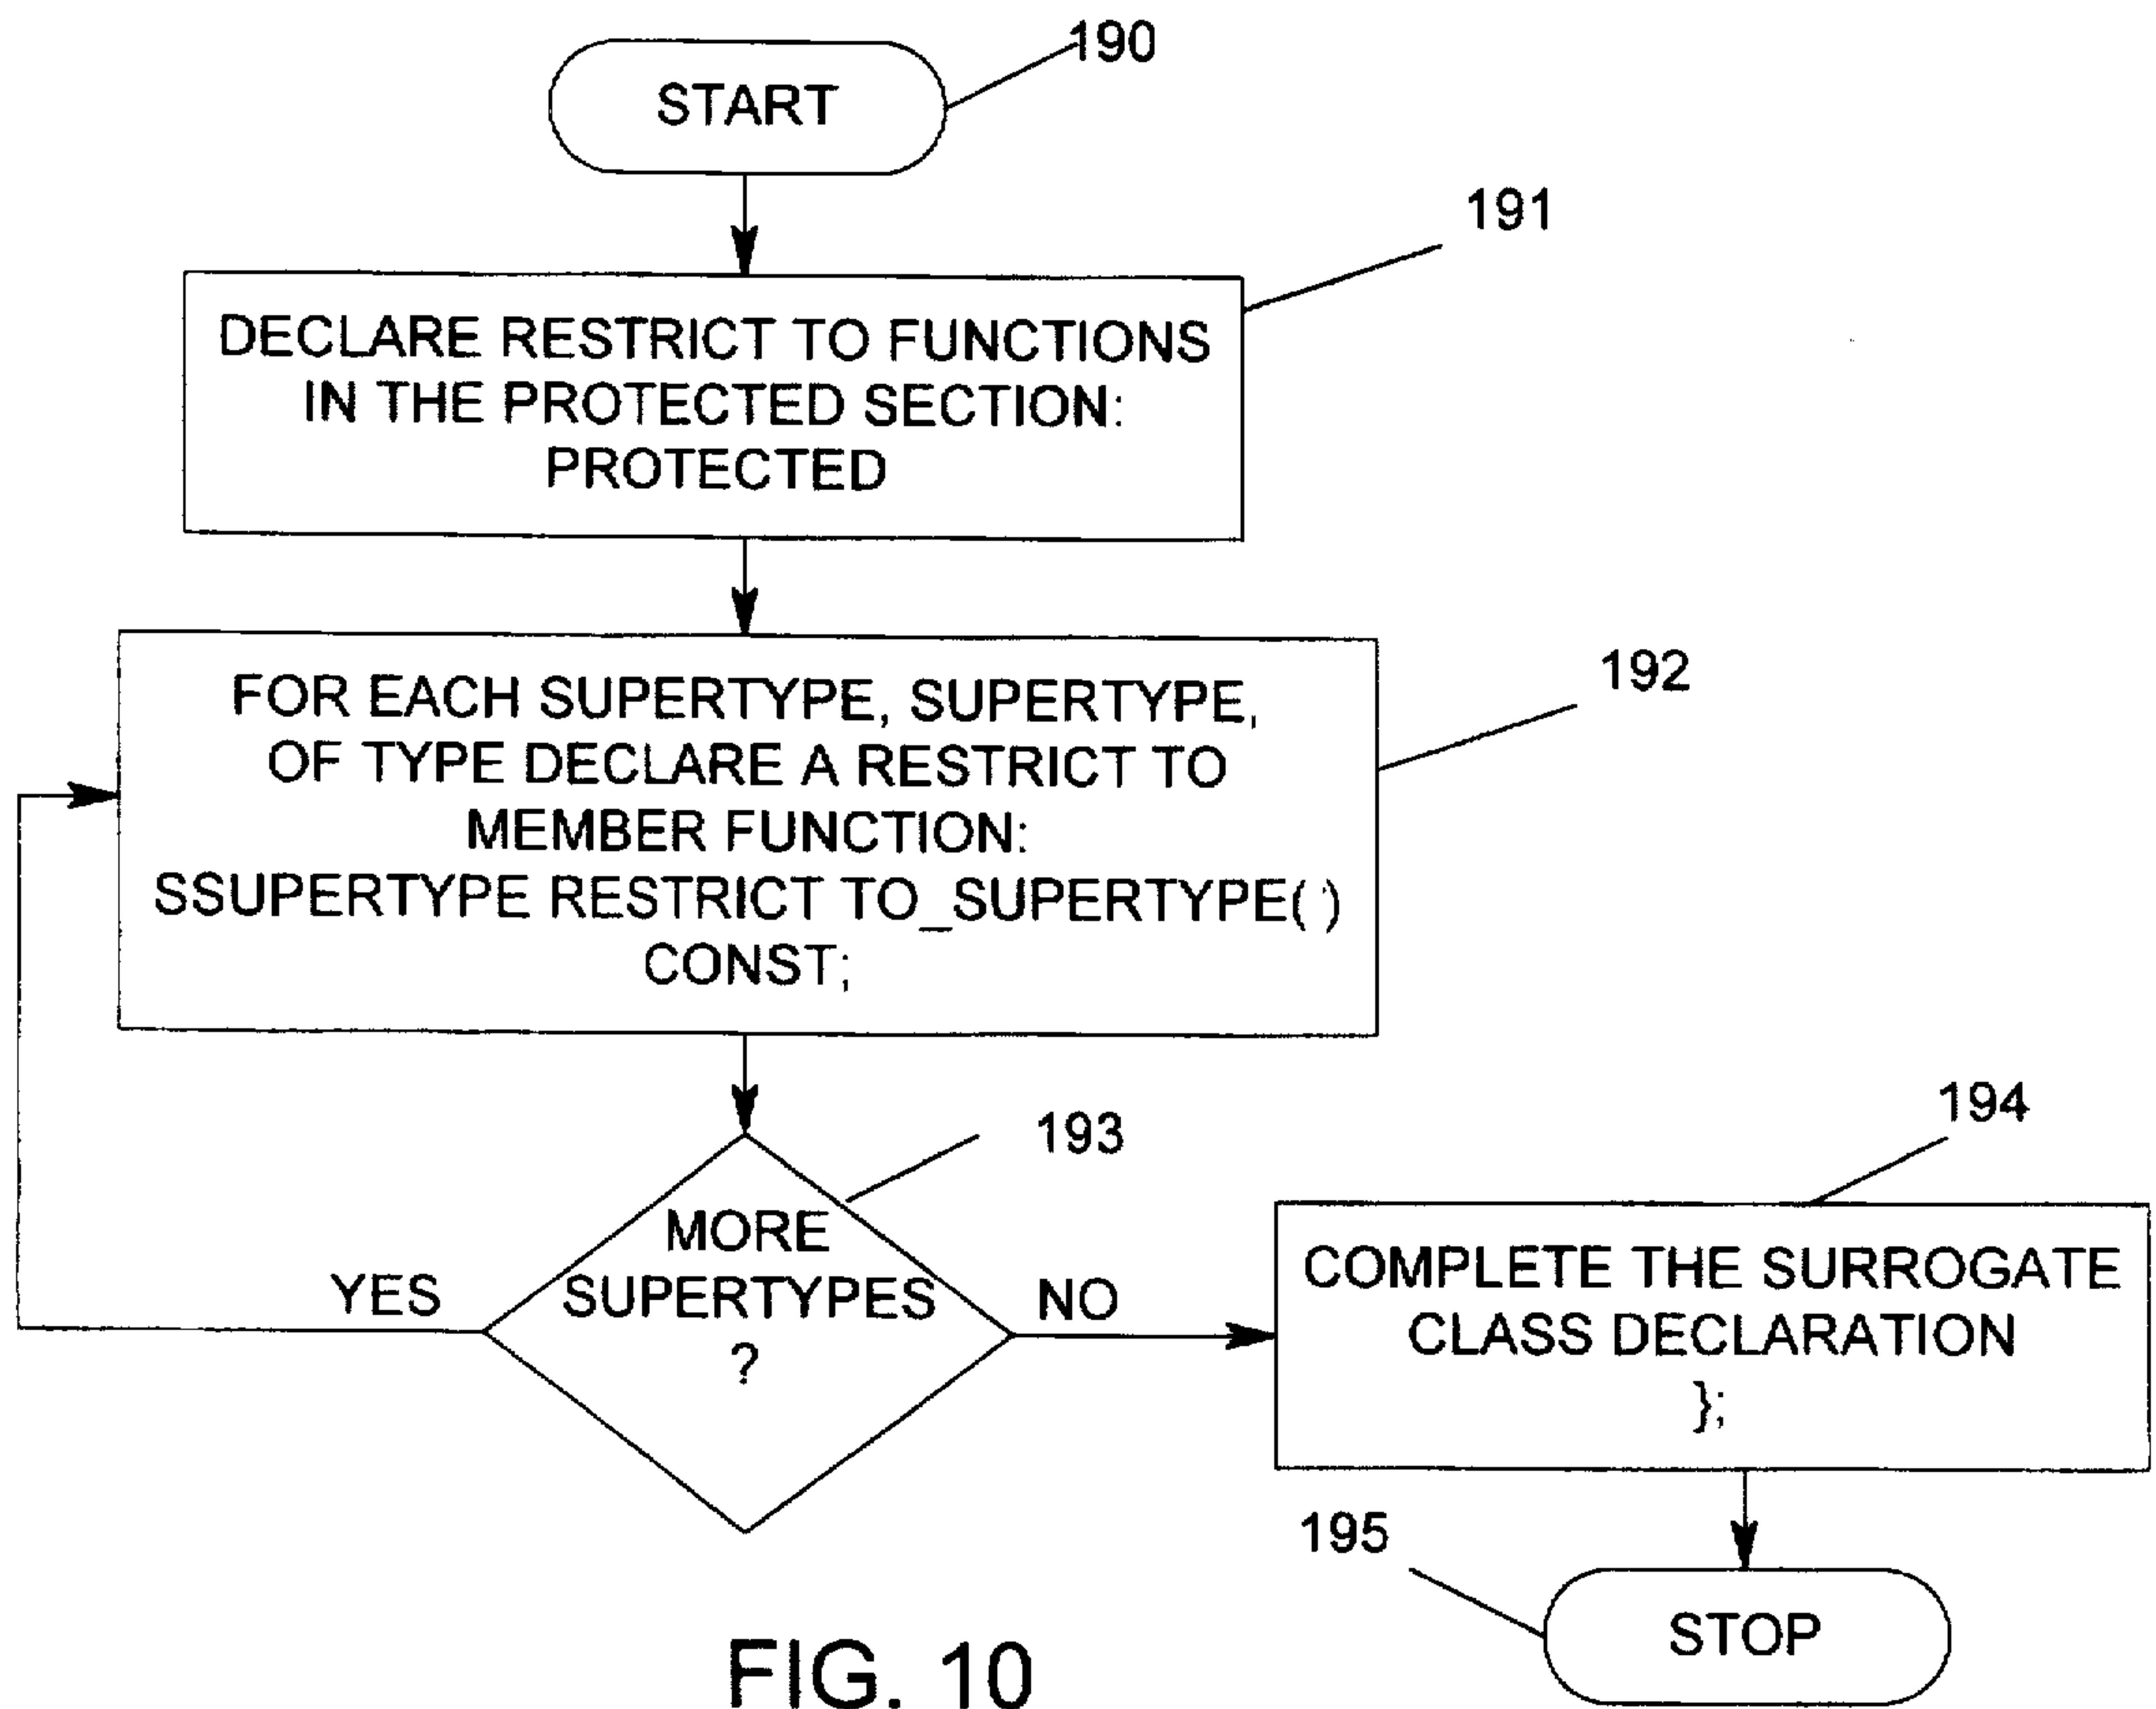 190
START
191
DECLARE RESTRICT TO FUNCTIONS
IN THE PROTECTED SECTION:
PROTECTED
192
FOR EACH SUPERTYPE, SUPERTYPE,
OF TYPE DECLARE A RESTRICT TO
MEMBER FUNCTION:
SSUPERTYPE RESTRICT TO_SUPERTYPE( )
CONST;
193
MORE
SUPERTYPES
?
YES
NO
194
COMPLETE THE SURROGATE
CLASS DECLARATION
};
195
STOP
FIG. 10